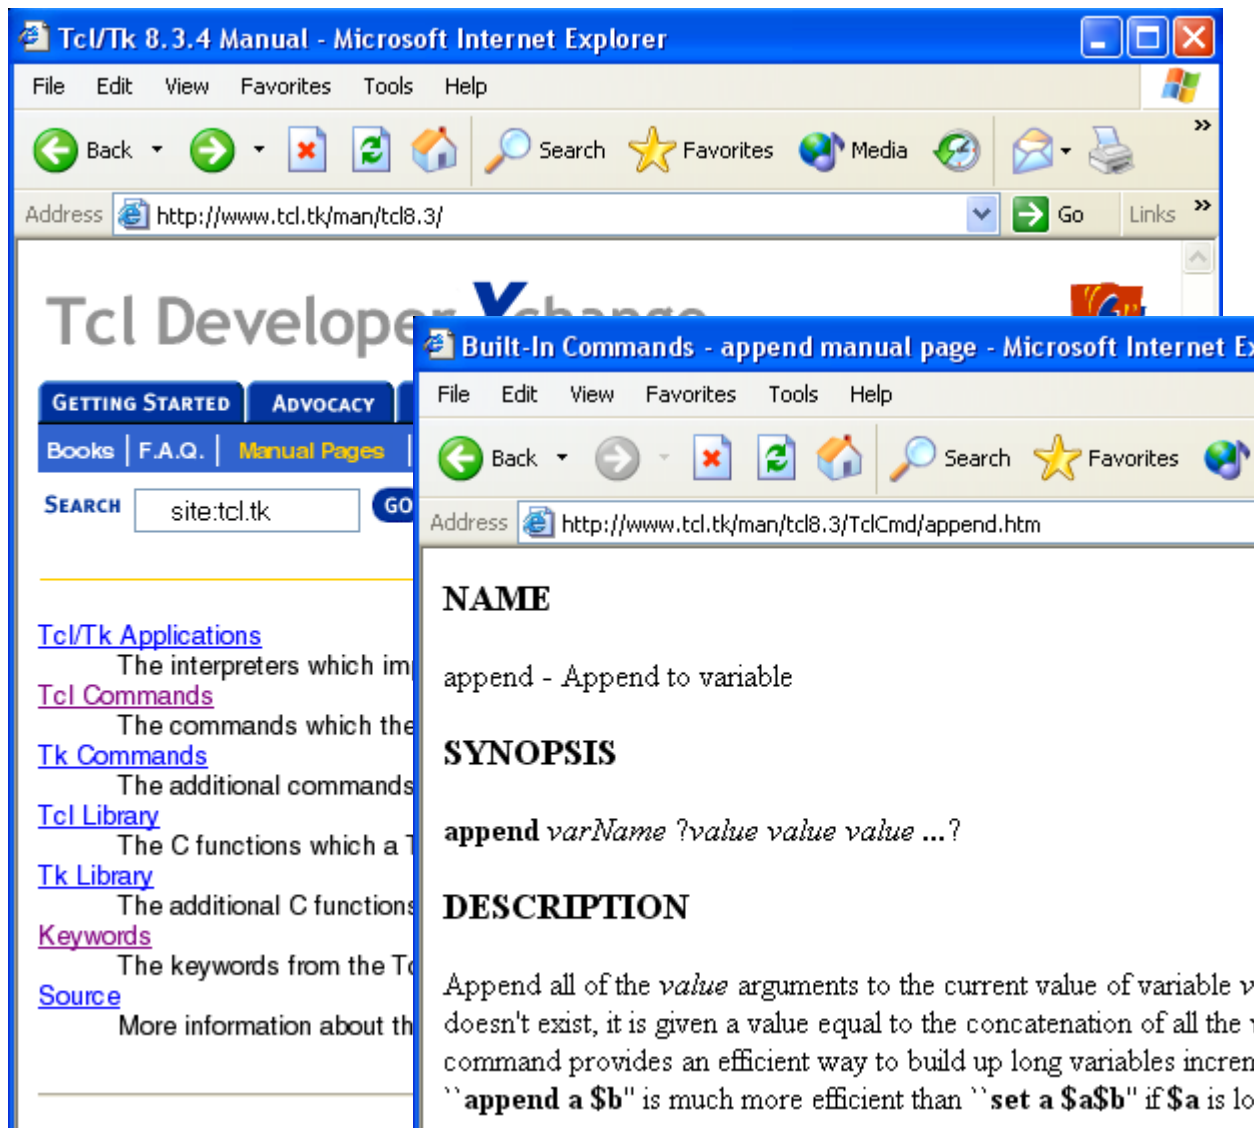 Tcl/Tk 8.3.4 Manual - Microsoft Internet Explorer
File Edit View Favorites Tools Help
Back Search Favorites Media
Address http://www.tcl.tk/man/tcl8.3/ Go Links
Tcl Developer Xchange
GETTING STARTED ADVOCACY
Books F.A.Q. Manual Pages
SEARCH site:tcl.tk GO
Tcl/Tk Applications
The interpreters which
Tcl Commands
The commands which the
Tk Commands
The additional commands
Tcl Library
The C functions which a
Tk Library
The additional C functions
Keywords
The keywords from the
Source
More information about
Built-In Commands - append manual page - Microsoft Internet
File Edit View Favorites Tools Help
Back Search Favorites
Address http://www.tcl.tk/man/tcl8.3/TclCmd/append.htm
NAME
append - Append to variable
SYNOPSIS
append varName ?value value value ...?
DESCRIPTION
Append all of the value arguments to the current value of variable
doesn't exist, it is given a value equal to the concatenation of all the
command provides an efficient way to build up long variables
``append a $b'' is much more efficient than ``set a $a$b'' if $a is